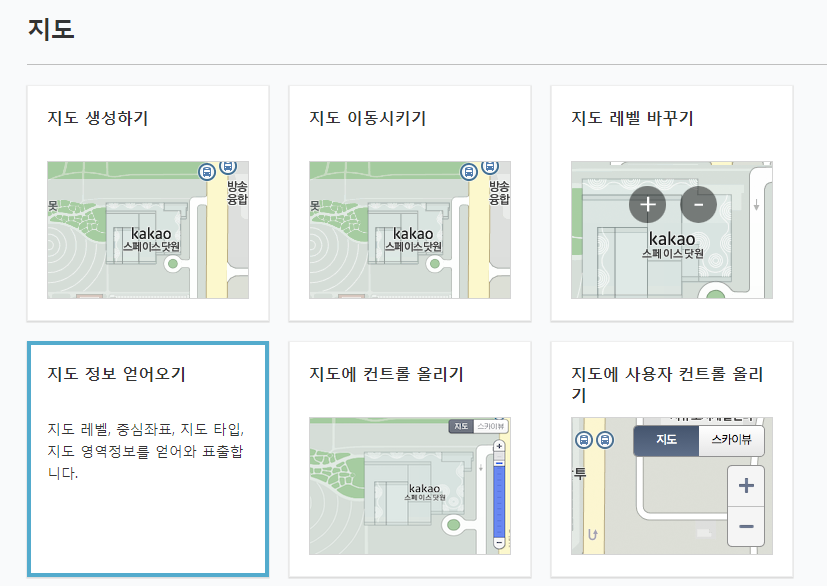 지도
지도 생성하기
방송
융합
못
kakao
스페이스닷원
지도 이동시키기
방송
융합
못
kakao
스페이스닷원
지도 레벨 바꾸기
+ -
kakao
스페이스닷원
지도 정보 얻어오기
지도 레벨, 중심좌표, 지도 타입,
지도 영역정보를 얻어와 표출합
니다.
지도에 컨트롤 올리기
지도 스카이뷰
+
kakao
스페이스닷원
-
지도에 사용자 컨트롤 올리
기
지도 스카이뷰
투
+
-